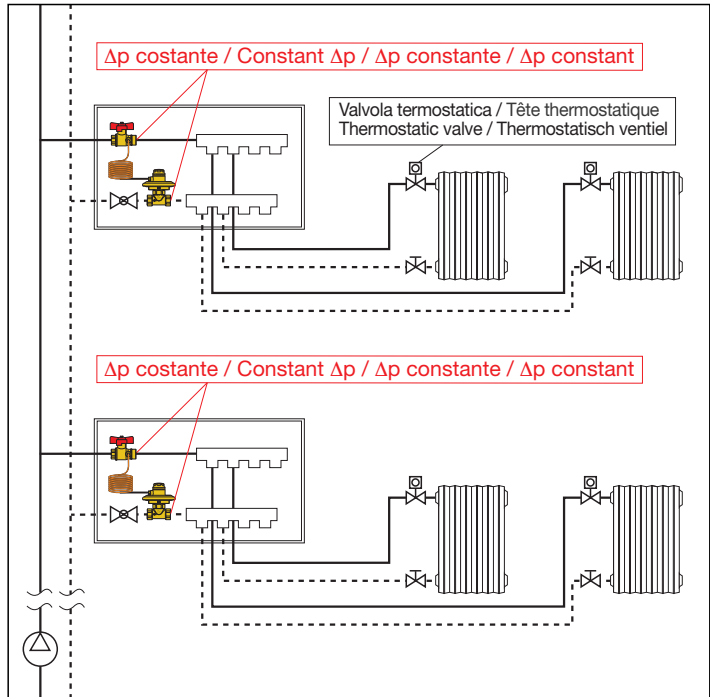 Δp costante / Constant Δp / Δp constante / Δp constant
Valvola termostatica / Tête thermostatique
Thermostatic valve / Thermostatisch ventiel
Δp costante / Constant Δp / Δp constante / Δp constant